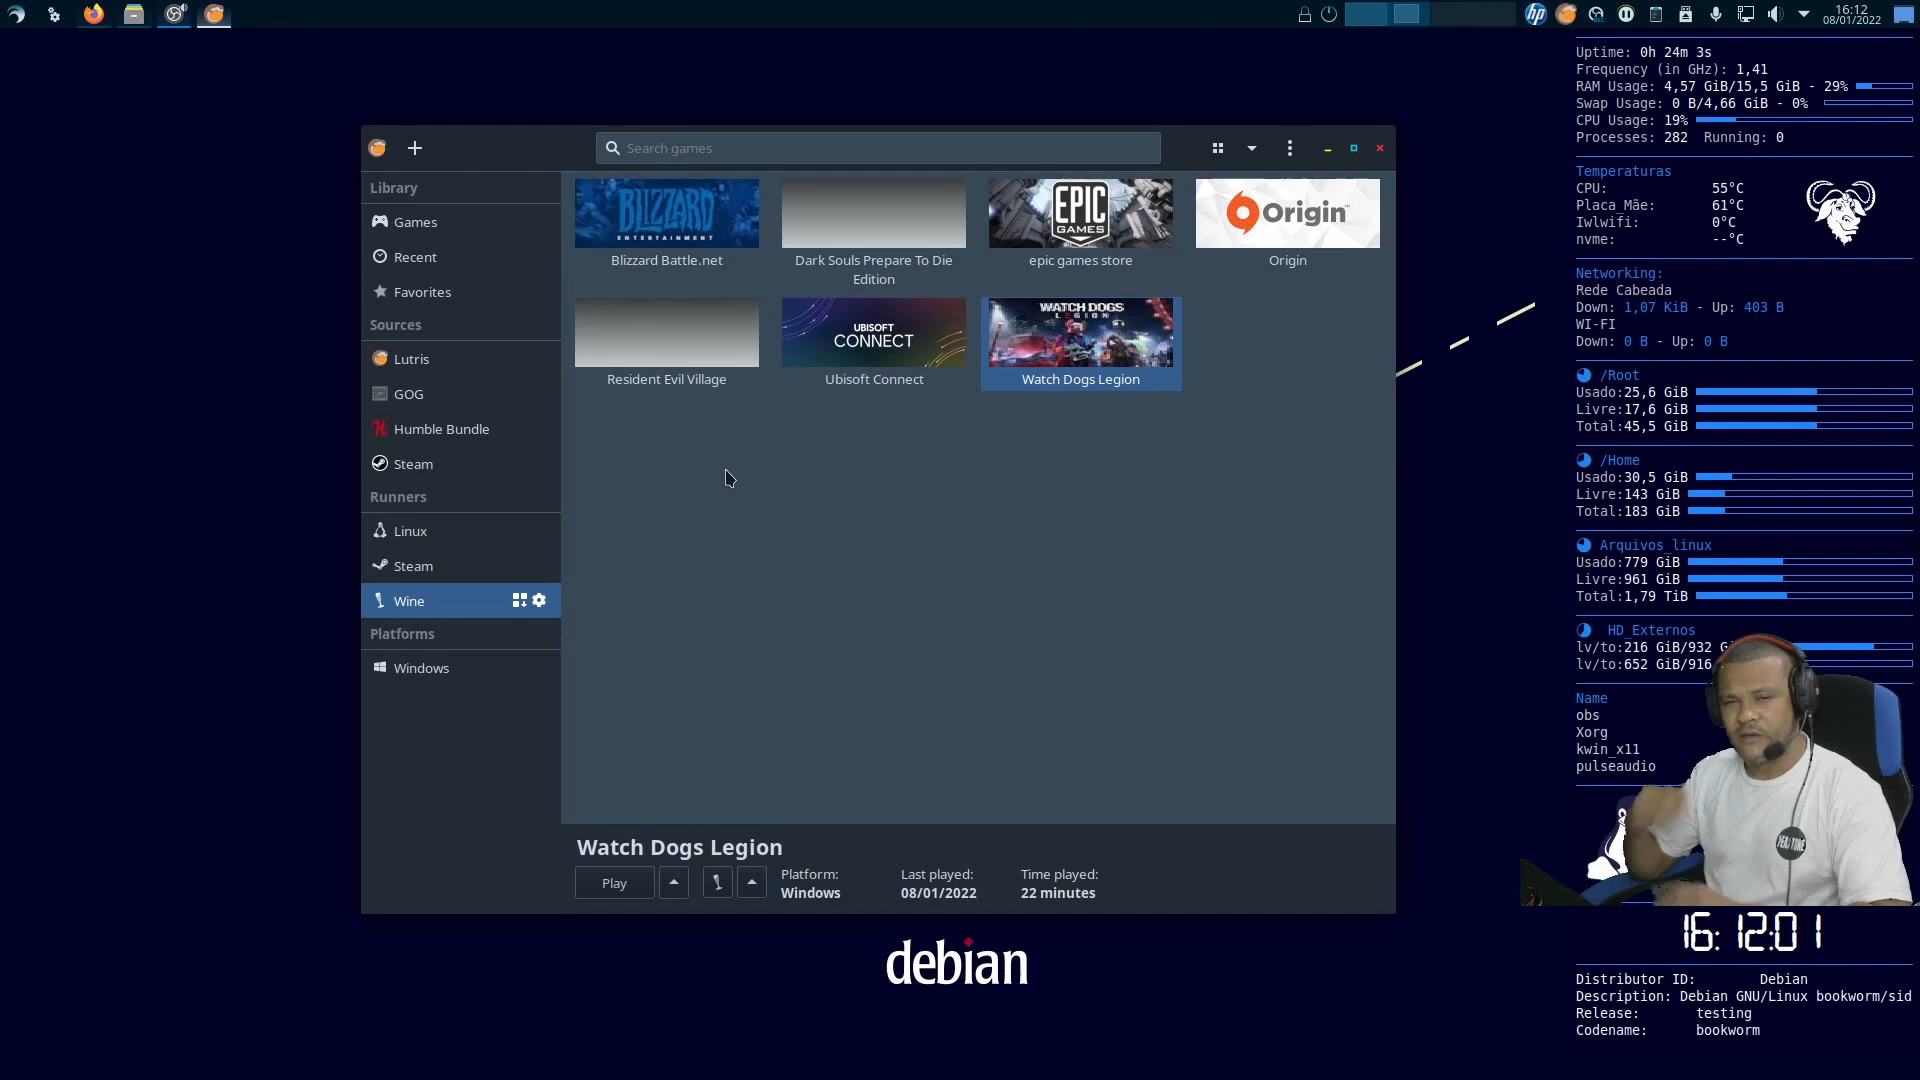 16:12
08/01/2022
Search games
Library
Games
Recent
Favorites
Sources
Lutris
GOG
Humble Bundle
Steam
Runners
Linux
Steam
Wine
Platforms
Windows
BLIZZARD
ENTERTAINMENT
Blizzard Battle.net
Dark Souls Prepare To Die
Edition
EPIC
GAMES
epic games store
Origin
Origin
Resident Evil Village
UBISOFT
CONNECT
Ubisoft Connect
WATCH DOGS
LEGION
Watch Dogs Legion
Watch Dogs Legion
Play
Platform:
Windows
Last played:
08/01/2022
Time played:
22 minutes
debian
Uptime: 0h 24m 3s
Frequency (in GHz): 1,41
RAM Usage: 4,57 GiB/15,5 GiB - 29%
Swap Usage: 0 B/4,66 GiB - 0%
CPU Usage: 19%
Processes: 282 Running: 0
Temperaturas
CPU: 55°C
Placa_Mãe: 61°C
Iwlwifi: 0°C
nvme: --°C
Networking:
Rede Cabeada
Down: 1,07 KiB - Up: 403 B
WI-FI
Down: 0 B - Up: 0 B
/Root
Usado:25,6 GiB
Livre:17,6 GiB
Total:45,5 GiB
/Home
Usado:30,5 GiB
Livre:143 GiB
Total:183 GiB
Arquivos_linux
Usado:779 GiB
Livre:961 GiB
Total:1,79 TiB
HD_Externos
lv/to:216 GiB/932 G
lv/to:652 GiB/916
Name
obs
Xorg
kwin_x11
pulseaudio
16:12:01
Distributor ID: Debian
Description: Debian GNU/Linux bookworm/sid
Release: testing
Codename: bookworm
hp